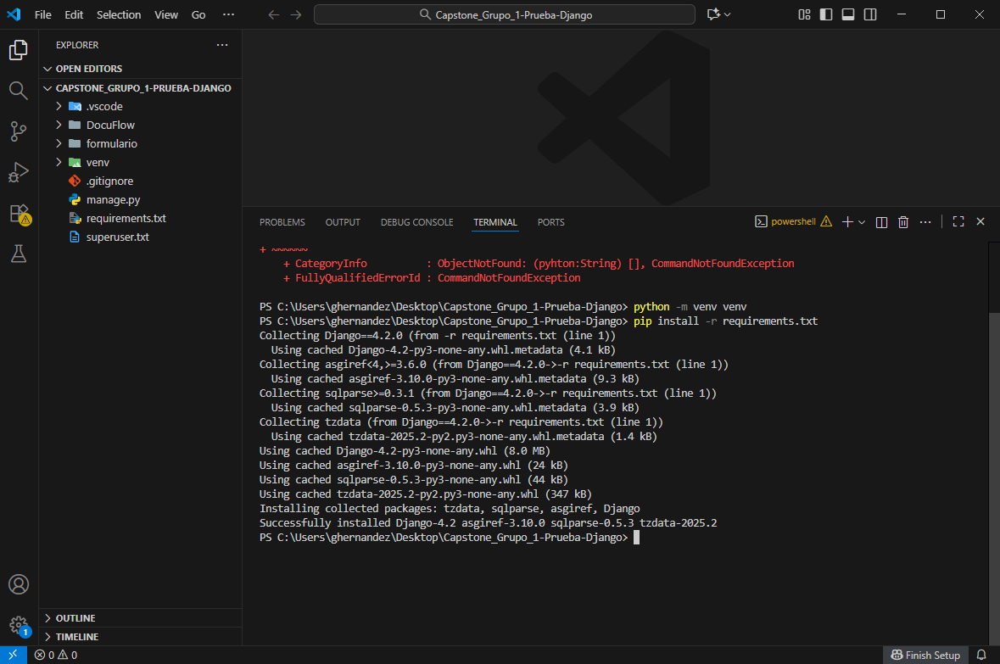 File Edit Selection View Go ··· Capstone_Grupo_1-Prueba-Django
EXPLORER ···
OPEN EDITORS
CAPSTONE_GRUPO_1-PRUEBA-DJANGO
.vscode
DocuFlow
formulario
venv
.gitignore
manage.py
requirements.txt
superuser.txt
PROBLEMS OUTPUT DEBUG CONSOLE TERMINAL PORTS powershell
+ ~~~~~~
+ CategoryInfo : ObjectNotFound: (pyhton:String) [], CommandNotFoundException
+ FullyQualifiedErrorId : CommandNotFoundException
PS C:\Users\ghernandez\Desktop\Capstone_Grupo_1-Prueba-Django> python -m venv venv
PS C:\Users\ghernandez\Desktop\Capstone_Grupo_1-Prueba-Django> pip install -r requirements.txt
Collecting Django==4.2.0 (from -r requirements.txt (line 1))
Using cached Django-4.2-py3-none-any.whl.metadata (4.1 kB)
Collecting asgiref<4,>=3.6.0 (from Django==4.2.0->-r requirements.txt (line 1))
Using cached asgiref-3.10.0-py3-none-any.whl.metadata (9.3 kB)
Collecting sqlparse>=0.3.1 (from Django==4.2.0->-r requirements.txt (line 1))
Using cached sqlparse-0.5.3-py3-none-any.whl.metadata (3.9 kB)
Collecting tzdata (from Django==4.2.0->-r requirements.txt (line 1))
Using cached tzdata-2025.2-py2.py3-none-any.whl.metadata (1.4 kB)
Using cached Django-4.2-py3-none-any.whl (8.0 MB)
Using cached asgiref-3.10.0-py3-none-any.whl (24 kB)
Using cached sqlparse-0.5.3-py3-none-any.whl (44 kB)
Using cached tzdata-2025.2-py2.py3-none-any.whl (347 kB)
Installing collected packages: tzdata, sqlparse, asgiref, Django
Successfully installed Django-4.2 asgiref-3.10.0 sqlparse-0.5.3 tzdata-2025.2
PS C:\Users\ghernandez\Desktop\Capstone_Grupo_1-Prueba-Django>
OUTLINE
1
TIMELINE
0 0 Finish Setup